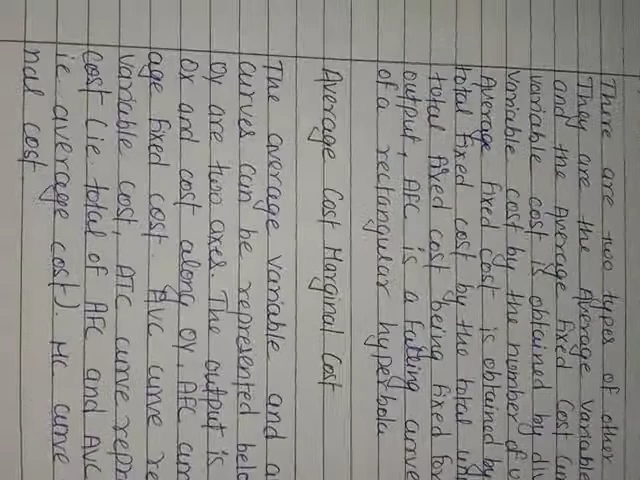 There are two types of other
They are the Average Variable
and the Average Fixed Cost
variable cost is obtained by
variable cost by the number of
Average fixed cost is obtained by
total fixed cost by the total
total fixed cost being fixed for
output, AFC is a falling curve
of a rectangular hyperbola
Average Cost Marginal Cost
The average variable and a
curves can be represented
OY are two axes. The output is
OX and cost along OY, AFC
age fixed cost. AVC curve re
variable cost, ATC curve repr
cost (ie. total of AFC and AVC
ie average cost). MC curve
nal cost